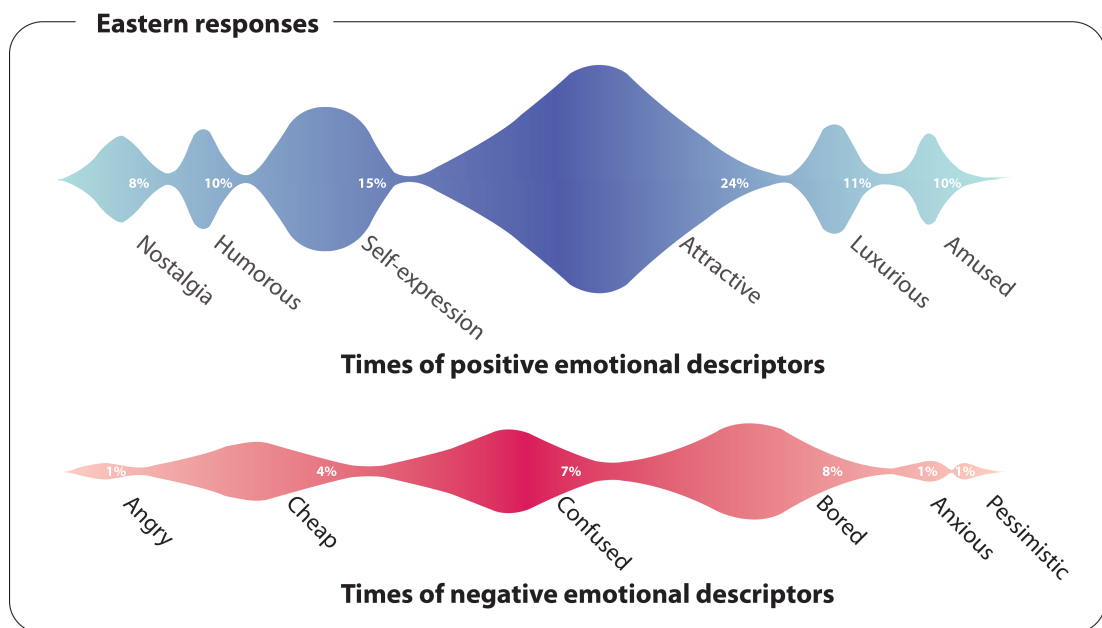 Eastern responses
8%
10%
15%
24%
11%
10%
Nostalgia
Humorous
Self-expression
Attractive
Luxurious
Amused
Times of positive emotional descriptors
1%
4%
7%
8%
1%
1%
Angry
Cheap
Confused
Bored
Anxious
Pessimistic
Times of negative emotional descriptors